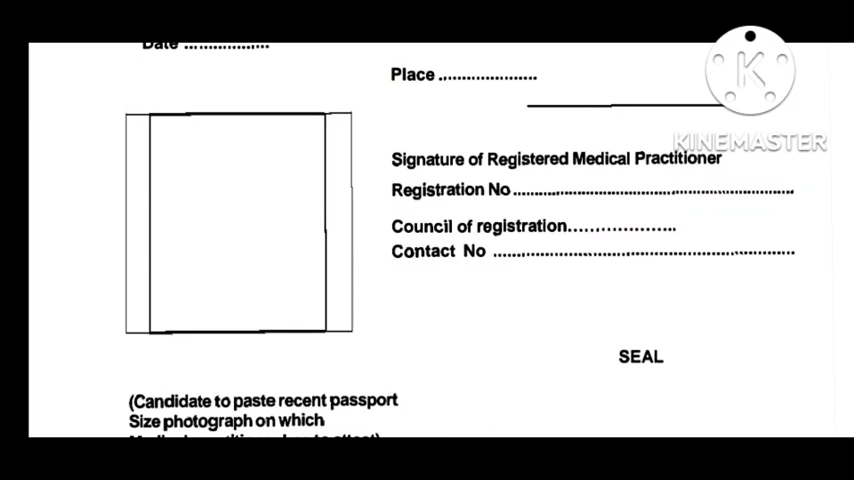 Date ................
Place ......................
KINEMASTER
Signature of Registered Medical Practitioner
Registration No ................................................................
Council of registration........................
Contact No ......................................................................
SEAL
(Candidate to paste recent passport
Size photograph on which